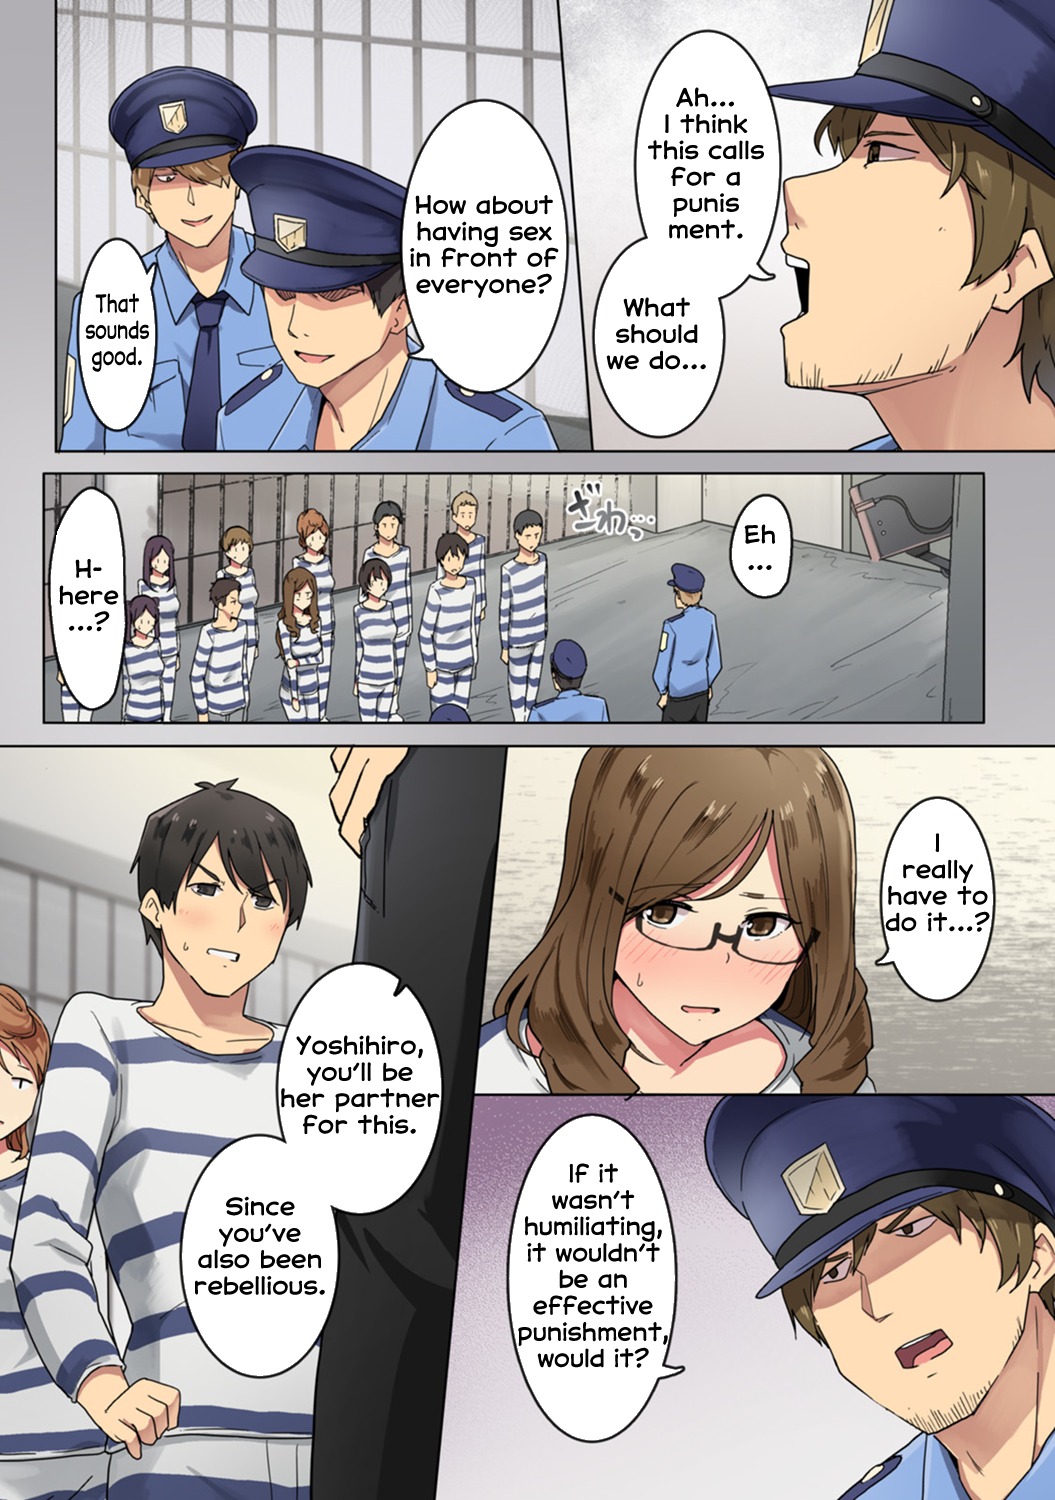 Ah...
I think
this calls
for a
punis
ment.
What
should
we do...
How about
having sex
in front of
everyone?
That
sounds
good.
Eh
...
ざわっ…
H-
here
...?
I
really
have to
do it...?
Yoshihiro,
you'll be
her partner
for this.
Since
you've
also been
rebellious.
If it
wasn't
humiliating,
it wouldn't
be an
effective
punishment,
would it?